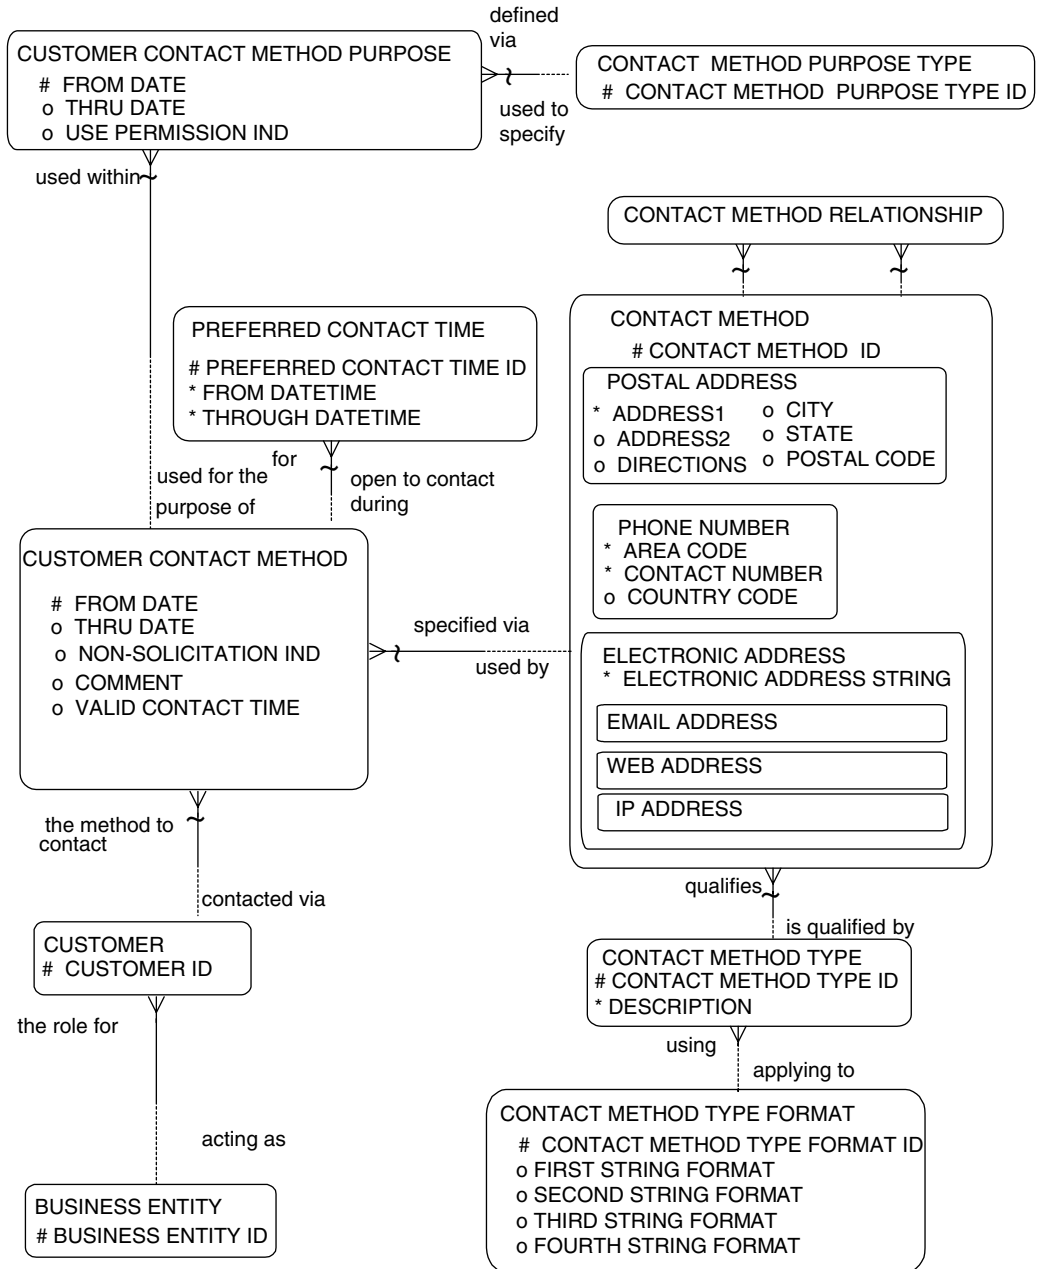 defined
via
CUSTOMER CONTACT METHOD PURPOSE
# FROM DATE
o THRU DATE
o USE PERMISSION IND
CONTACT METHOD PURPOSE TYPE
# CONTACT METHOD PURPOSE TYPE ID
used to
specify
used within
CONTACT METHOD RELATIONSHIP
PREFERRED CONTACT TIME
# PREFERRED CONTACT TIME ID
* FROM DATETIME
* THROUGH DATETIME
for
open to contact
during
used for the
purpose of
CONTACT METHOD
# CONTACT METHOD ID
POSTAL ADDRESS
* ADDRESS1
o ADDRESS2
o DIRECTIONS
o CITY
o STATE
o POSTAL CODE
PHONE NUMBER
* AREA CODE
* CONTACT NUMBER
o COUNTRY CODE
ELECTRONIC ADDRESS
* ELECTRONIC ADDRESS STRING
EMAIL ADDRESS
WEB ADDRESS
IP ADDRESS
CUSTOMER CONTACT METHOD
# FROM DATE
o THRU DATE
o NON-SOLICITATION IND
o COMMENT
o VALID CONTACT TIME
specified via
used by
the method to
contact
contacted via
CUSTOMER
# CUSTOMER ID
the role for
acting as
BUSINESS ENTITY
# BUSINESS ENTITY ID
qualifies
is qualified by
CONTACT METHOD TYPE
# CONTACT METHOD TYPE ID
* DESCRIPTION
using
applying to
CONTACT METHOD TYPE FORMAT
# CONTACT METHOD TYPE FORMAT ID
o FIRST STRING FORMAT
o SECOND STRING FORMAT
o THIRD STRING FORMAT
o FOURTH STRING FORMAT